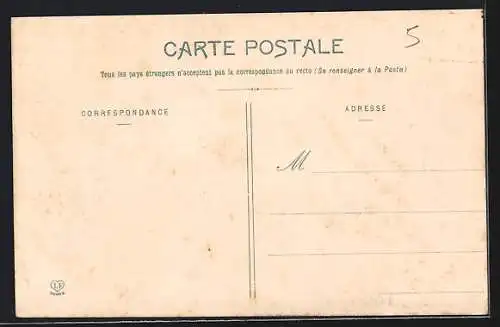 CARTE POSTALE
5
Tous les pays étrangers n'acceptent pas la correspondance au recto (Se renseigner à la Poste)
CORRESPONDANCE
ADRESSE
M